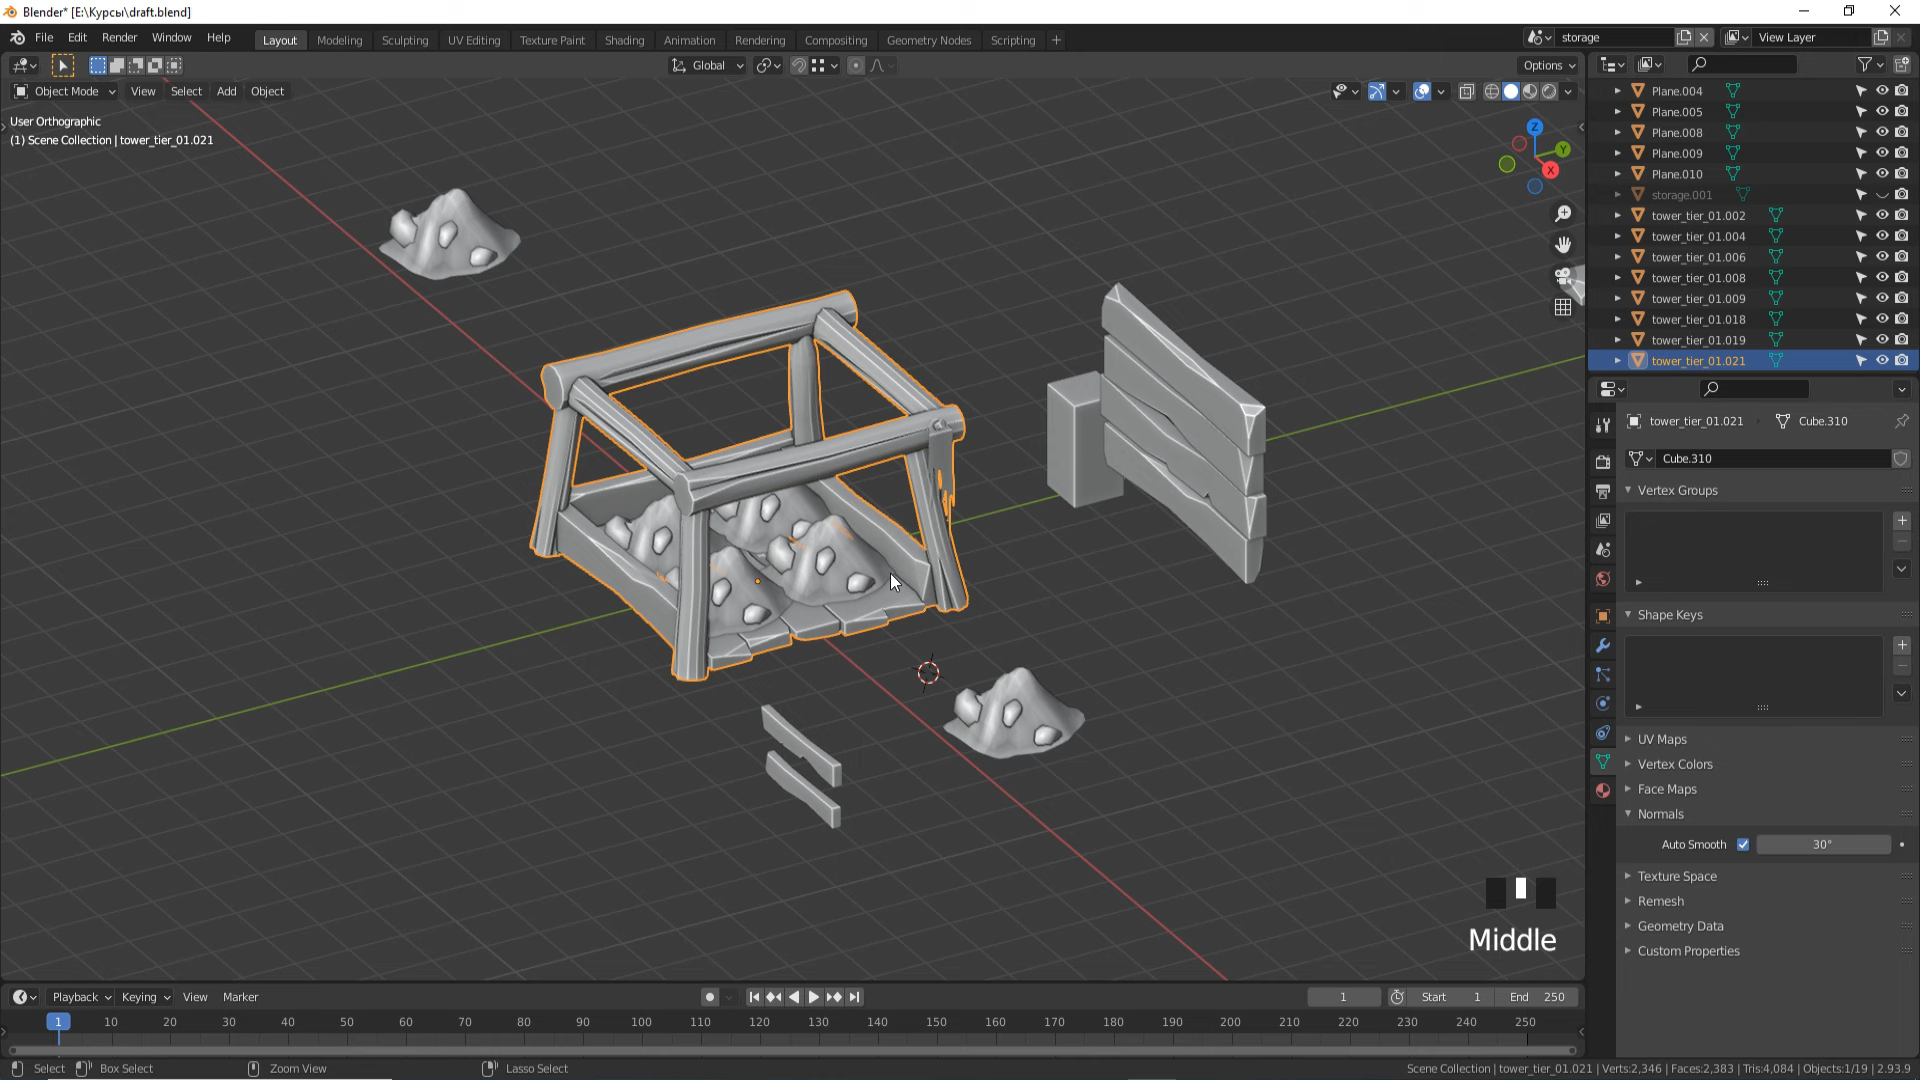 Blender* [E:\Курсы\draft.blend]
File Edit Render Window Help Layout Modeling Sculpting UV Editing Texture Paint Shading Animation Rendering Compositing Geometry Nodes Scripting + storage View Layer
Global Options
Object Mode View Select Add Object
User Orthographic
(1) Scene Collection | tower_tier_01.021
Z
Y
X
Plane.004
Plane.005
Plane.008
Plane.009
Plane.010
storage.001
tower_tier_01.002
tower_tier_01.004
tower_tier_01.006
tower_tier_01.008
tower_tier_01.009
tower_tier_01.018
tower_tier_01.019
tower_tier_01.021
tower_tier_01.021 Cube.310
Cube.310
Vertex Groups
Shape Keys
UV Maps
Vertex Colors
Face Maps
Normals
Auto Smooth 30°
Texture Space
Remesh
Geometry Data
Custom Properties
Middle
Playback Keying View Marker 1 Start 1 End 250
1 10 20 30 40 50 60 70 80 90 100 110 120 130 140 150 160 170 180 190 200 210 220 230 240 250
Select Box Select Zoom View Lasso Select Scene Collection | tower_tier_01.021 | Verts:2,346 | Faces:2,383 | Tris:4,084 | Objects:1/19 | 2.93.9